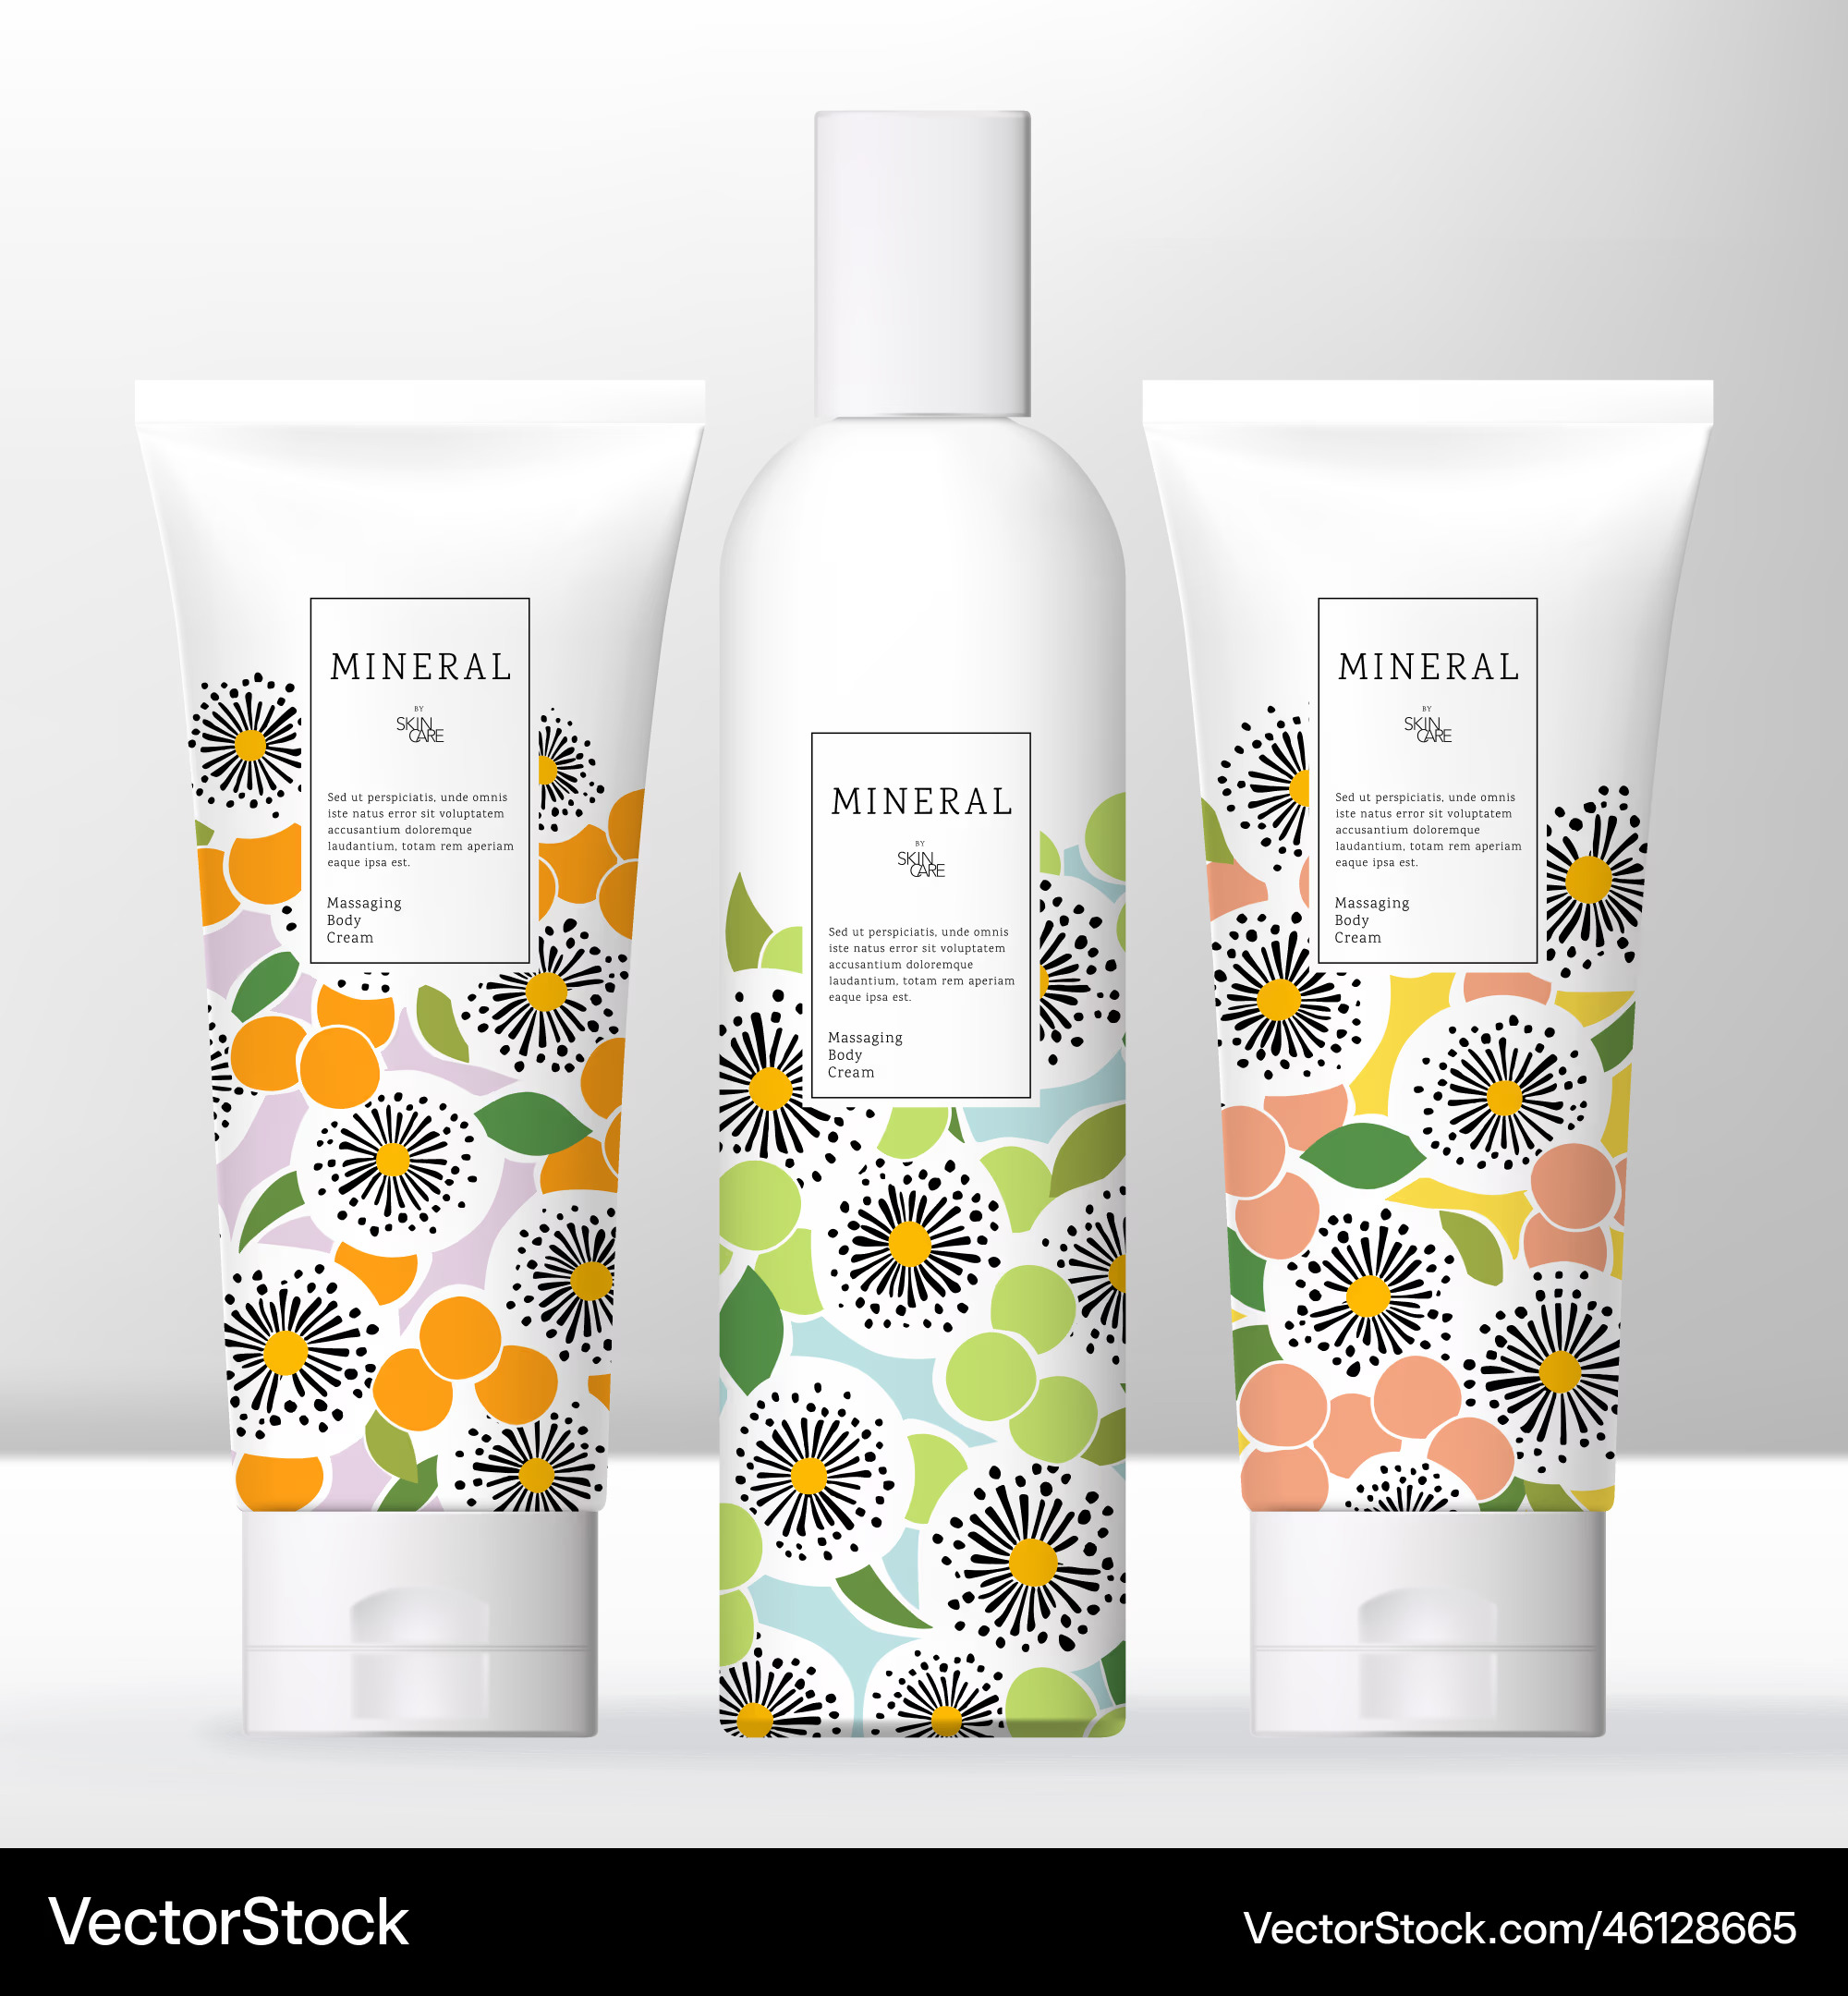 MINERAL
BY
SKIN
CARE
Sed ut perspiciatis, unde omnis
iste natus error sit voluptatem
accusantium doloremque
laudantium, totam rem aperiam
eaque ipsa est.
Massaging
Body
Cream
MINERAL
BY
SKIN
CARE
Sed ut perspiciatis, unde omnis
iste natus error sit voluptatem
accusantium doloremque
laudantium, totam rem aperiam
eaque ipsa est.
Massaging
Body
Cream
MINERAL
BY
SKIN
CARE
Sed ut perspiciatis, unde omnis
iste natus error sit voluptatem
accusantium doloremque
laudantium, totam rem aperiam
eaque ipsa est.
Massaging
Body
Cream
VectorStock
VectorStock.com/46128665